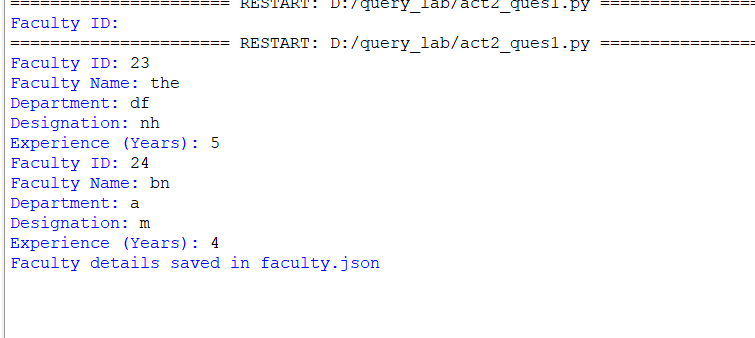 ====================== RESTART: D:/query_lab/act2_ques1.py ================
Faculty ID:
====================== RESTART: D:/query_lab/act2_ques1.py ================
Faculty ID: 23
Faculty Name: the
Department: df
Designation: nh
Experience (Years): 5
Faculty ID: 24
Faculty Name: bn
Department: a
Designation: m
Experience (Years): 4
Faculty details saved in faculty.json